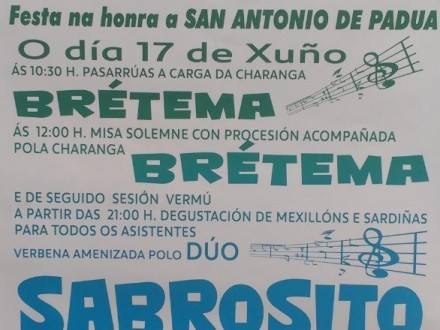 Festa na honra a SAN ANTONIO DE PADUA
O día 17 de Xuño
ÁS 10:30 H. PASARRÚAS A CARGA DA CHARANGA
BRÉTEMA
ÁS 12:00 H. MISA SOLEMNE CON PROCESIÓN ACOMPAÑADA
POLA CHARANGA
BRÉTEMA
E DE SEGUIDO SESIÓN VERMÚ
A PARTIR DAS 21:00 H. DEGUSTACIÓN DE MEXILLÓNS E SARDIÑAS
PARA TODOS OS ASISTENTES
VERBENA AMENIZADA POLO DÚO
SABROSITO